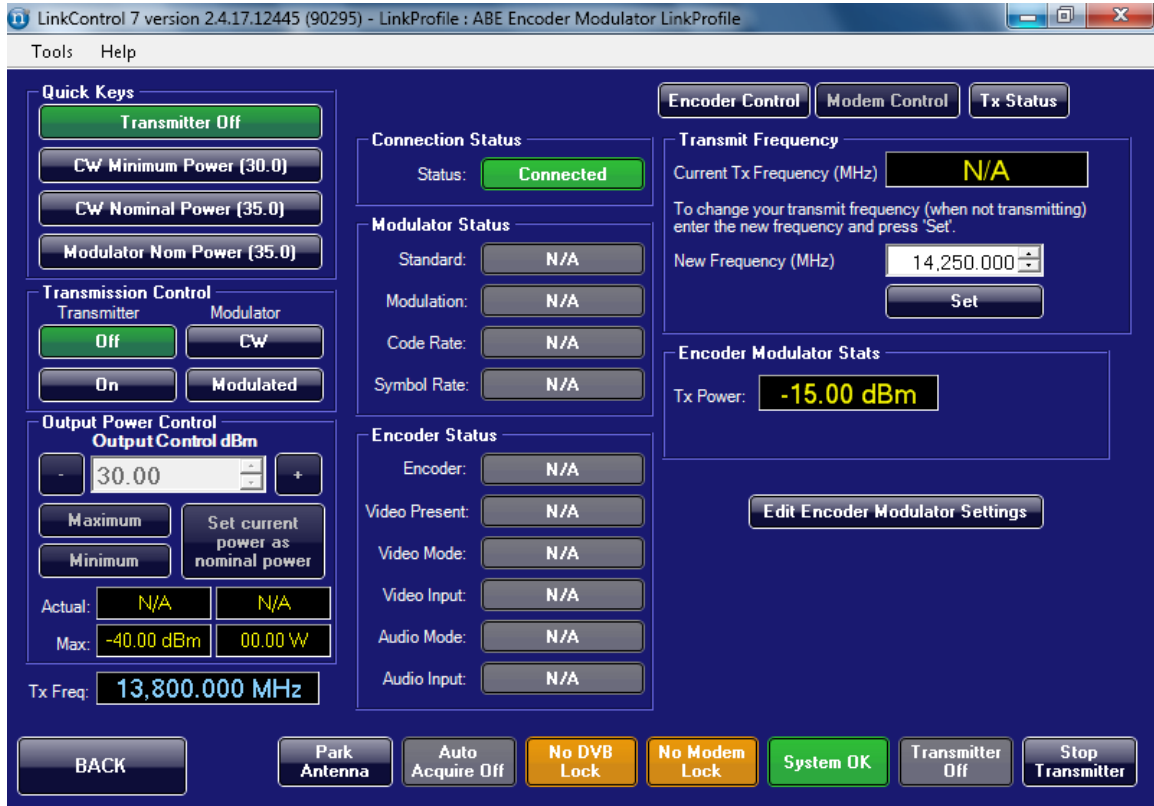 LinkControl 7 version 2.4.17.12445 (90295) - LinkProfile : ABE Encoder Modulator LinkProfile
Tools Help
Quick Keys
Transmitter Off
CW Minimum Power (30.0)
CW Nominal Power (35.0)
Modulator Nom Power (35.0)
Transmission Control
Transmitter Modulator
Off CW
On Modulated
Output Power Control
Output Control dBm
- 30.00 +
Maximum
Minimum
Set current
power as
nominal power
Actual: N/A N/A
Max: -40.00 dBm 00.00 W
Tx Freq: 13,800.000 MHz
Connection Status
Status: Connected
Modulator Status
Standard: N/A
Modulation: N/A
Code Rate: N/A
Symbol Rate: N/A
Encoder Status
Encoder: N/A
Video Present: N/A
Video Mode: N/A
Video Input: N/A
Audio Mode: N/A
Audio Input: N/A
Encoder Control Modem Control Tx Status
Transmit Frequency
Current Tx Frequency (MHz) N/A
To change your transmit frequency (when not transmitting)
enter the new frequency and press 'Set'.
New Frequency (MHz) 14,250.000
Set
Encoder Modulator Stats
Tx Power: -15.00 dBm
Edit Encoder Modulator Settings
BACK
Park
Antenna
Auto
Acquire Off
No DVB
Lock
No Modem
Lock
System OK
Transmitter
Off
Stop
Transmitter